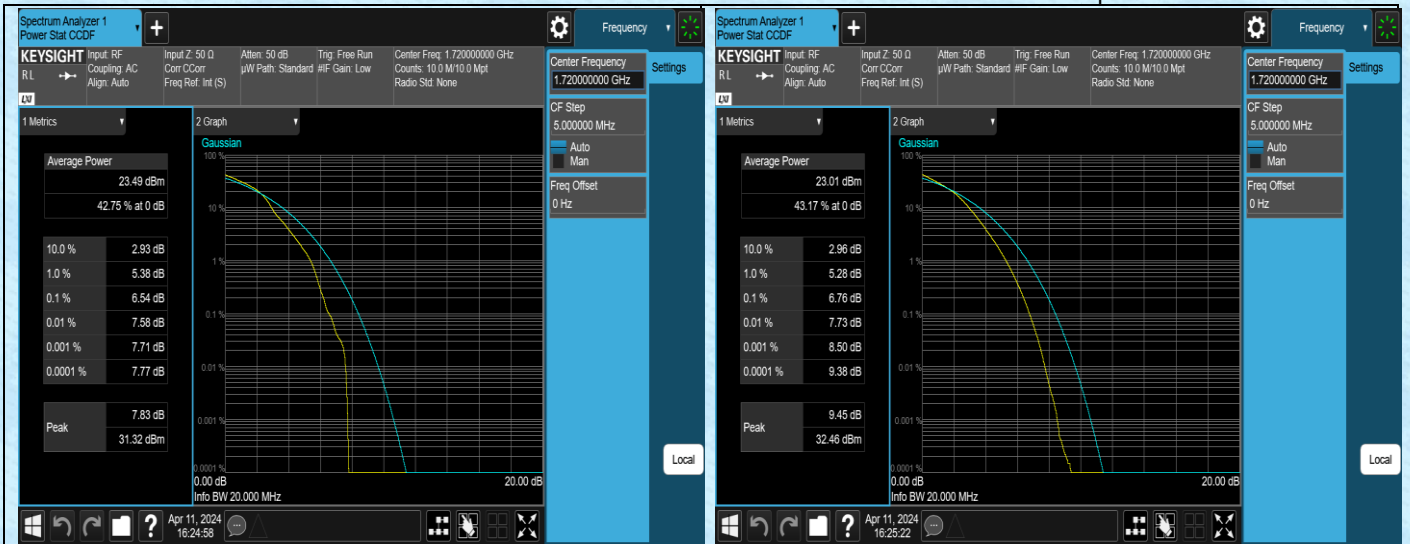 Spectrum Analyzer 1
Power Stat CCDF
▼
+
Frequency ▼
KEYSIGHT
RL
LXI
Input: RF
Coupling: AC
Align: Auto
Input Z: 50 Ω
Corr CCorr
Freq Ref: Int (S)
Atten: 50 dB
µW Path: Standard
Trig: Free Run
#IF Gain: Low
Center Freq: 1.720000000 GHz
Counts: 10.0 M/10.0 Mpt
Radio Std: None
Center Frequency
1.720000000 GHz
Settings
CF Step
5.000000 MHz
Auto
Man
Freq Offset
0 Hz
1 Metrics ▼
Average Power
23.49 dBm
42.75 % at 0 dB
10.0 % 2.93 dB
1.0 % 5.38 dB
0.1 % 6.54 dB
0.01 % 7.58 dB
0.001 % 7.71 dB
0.0001 % 7.77 dB
Peak
7.83 dB
31.32 dBm
2 Graph ▼
Gaussian
100 %
10 %
1 %
0.1 %
0.01 %
0.001 %
0.0001 %
0.00 dB 20.00 dB
Info BW 20.000 MHz
Local
?
Apr 11, 2024
16:24:58
Spectrum Analyzer 1
Power Stat CCDF
▼
+
Frequency ▼
KEYSIGHT
RL
LXI
Input: RF
Coupling: AC
Align: Auto
Input Z: 50 Ω
Corr CCorr
Freq Ref: Int (S)
Atten: 50 dB
µW Path: Standard
Trig: Free Run
#IF Gain: Low
Center Freq: 1.720000000 GHz
Counts: 10.0 M/10.0 Mpt
Radio Std: None
Center Frequency
1.720000000 GHz
Settings
CF Step
5.000000 MHz
Auto
Man
Freq Offset
0 Hz
1 Metrics ▼
Average Power
23.01 dBm
43.17 % at 0 dB
10.0 % 2.96 dB
1.0 % 5.28 dB
0.1 % 6.76 dB
0.01 % 7.73 dB
0.001 % 8.50 dB
0.0001 % 9.38 dB
Peak
9.45 dB
32.46 dBm
2 Graph ▼
Gaussian
100 %
10 %
1 %
0.1 %
0.01 %
0.001 %
0.0001 %
0.00 dB 20.00 dB
Info BW 20.000 MHz
Local
?
Apr 11, 2024
16:25:22